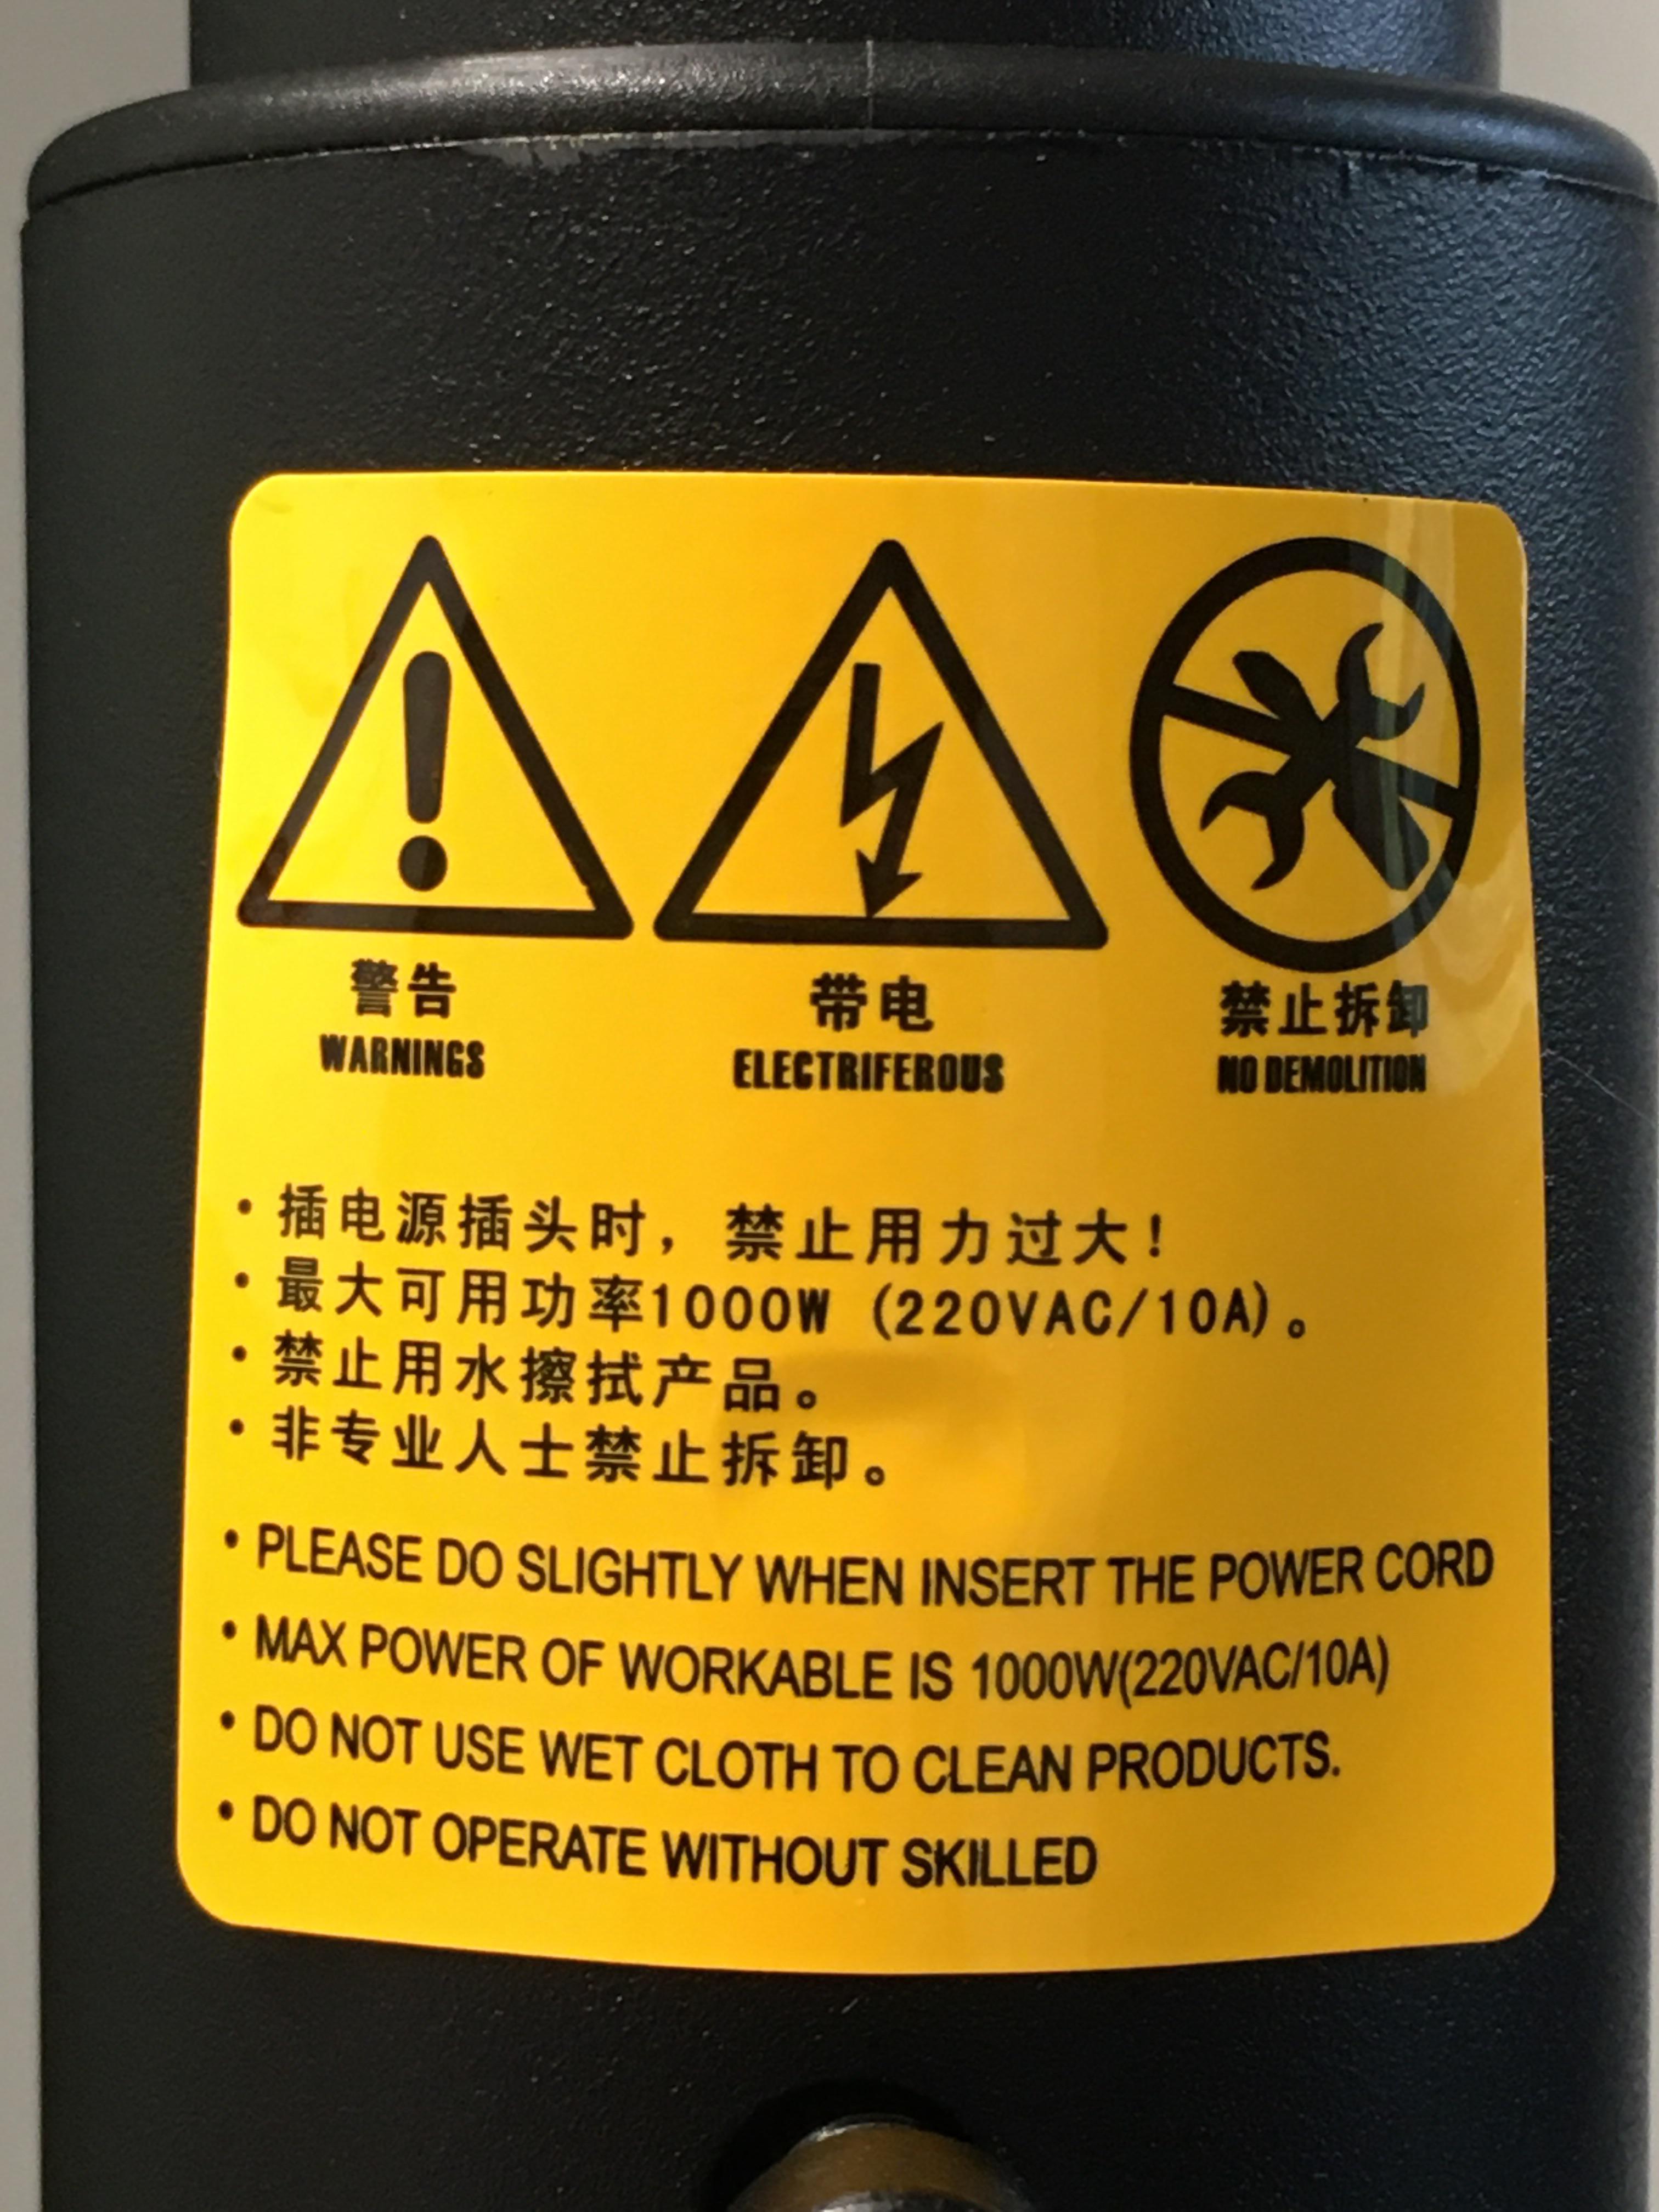 警告 带电 禁止拆卸
WARNINGS ELECTRIFEROUS NO DEMOLITION
· 插电源插头时，禁止用力过大！
· 最大可用功率1000W (220VAC/10A)。
· 禁止用水擦拭产品。
· 非专业人士禁止拆卸。
· PLEASE DO SLIGHTLY WHEN INSERT THE POWER CORD
· MAX POWER OF WORKABLE IS 1000W(220VAC/10A)
· DO NOT USE WET CLOTH TO CLEAN PRODUCTS.
· DO NOT OPERATE WITHOUT SKILLED